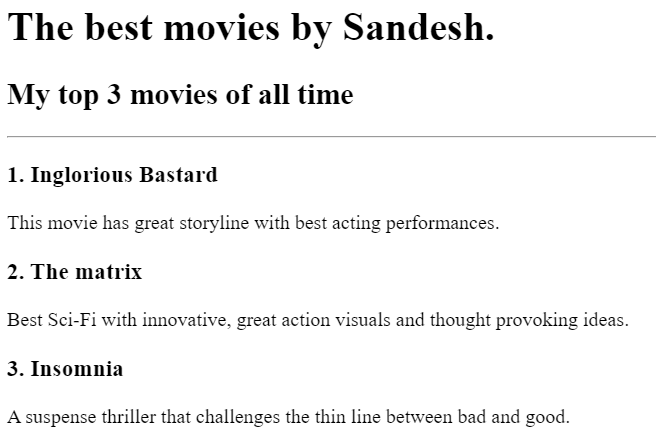 The best movies by Sandesh.
My top 3 movies of all time
1. Inglorious Bastard
This movie has great storyline with best acting performances.
2. The matrix
Best Sci-Fi with innovative, great action visuals and thought provoking ideas.
3. Insomnia
A suspense thriller that challenges the thin line between bad and good.